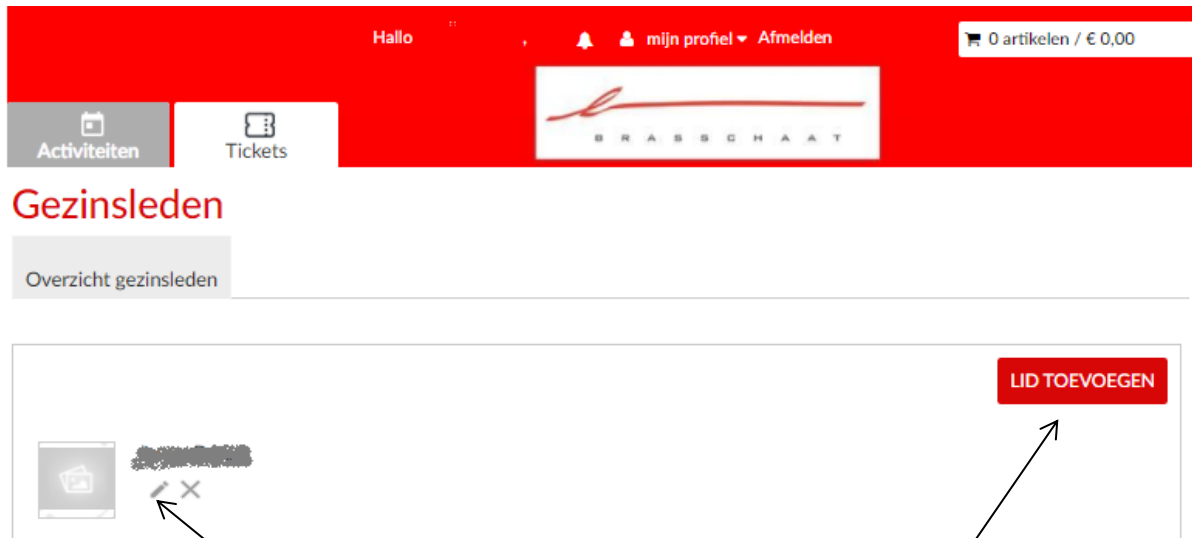 Hallo , mijn profiel Afmelden 0 artikelen / € 0,00
BRASSCHAAT
Activiteiten Tickets
Gezinsleden
Overzicht gezinsleden
LID TOEVOEGEN